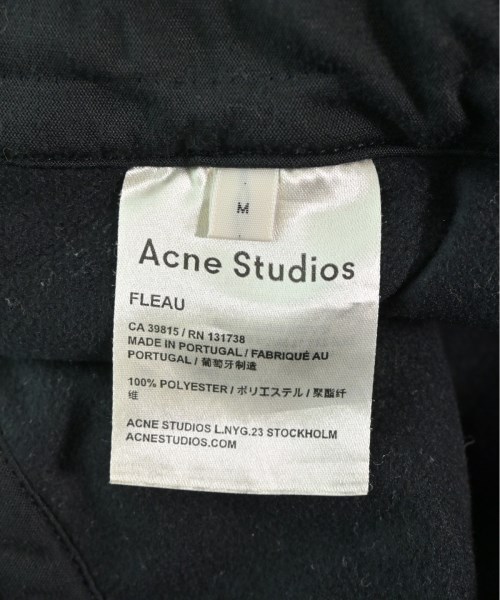 M
Acne Studios
FLEAU
CA 39815 / RN 131738
MADE IN PORTUGAL / FABRIQUÉ AU
PORTUGAL / 葡萄牙制造
100% POLYESTER / ポリエステル / 聚酯纤
维
ACNE STUDIOS L.NYG.23 STOCKHOLM
ACNESTUDIOS.COM